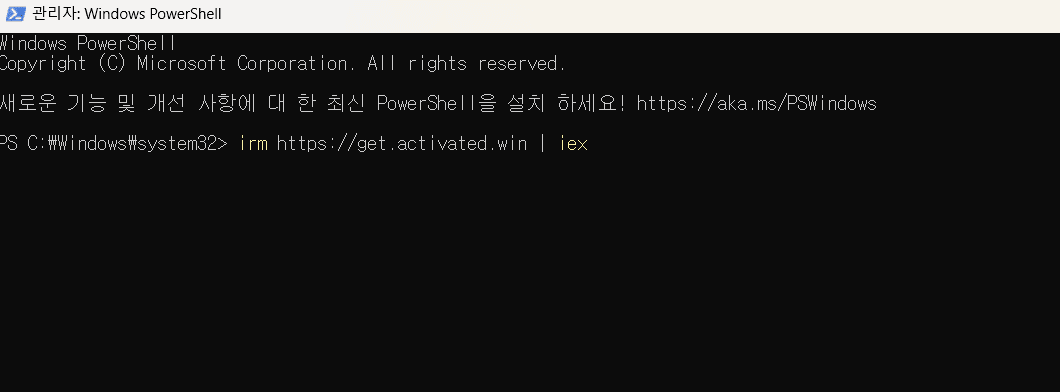 관리자: Windows PowerShell
Windows PowerShell
Copyright (C) Microsoft Corporation. All rights reserved.
새로운 기능 및 개선 사항에 대 한 최신 PowerShell을 설치 하세요! https://aka.ms/PSWindows
PS C:₩Windows₩system32> irm https://get.activated.win | iex